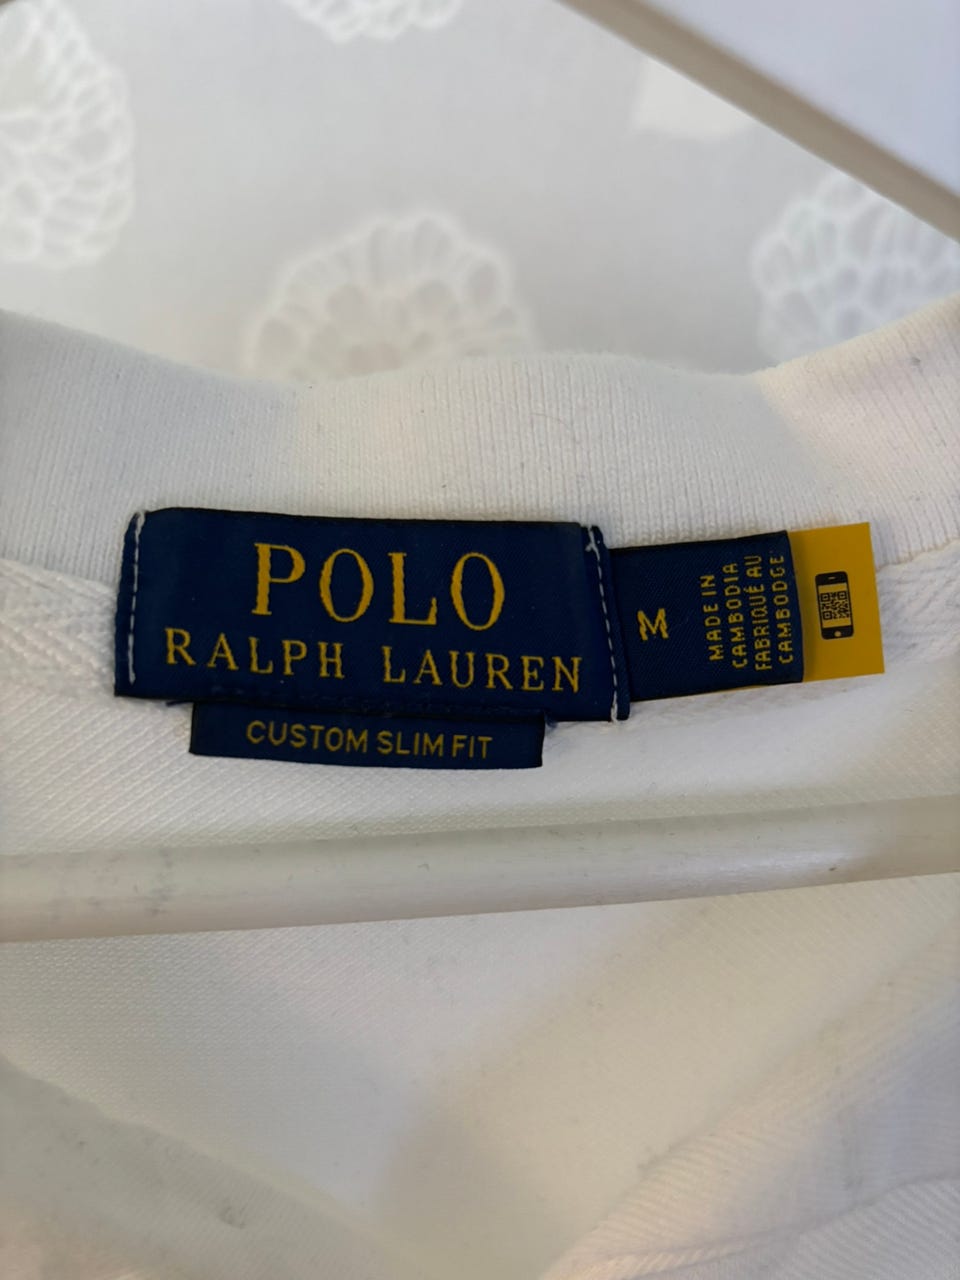 POLO
RALPH LAUREN
CUSTOM SLIM FIT
M
MADE IN
CAMBODIA
FABRIQUÉ AU
CAMBODGE